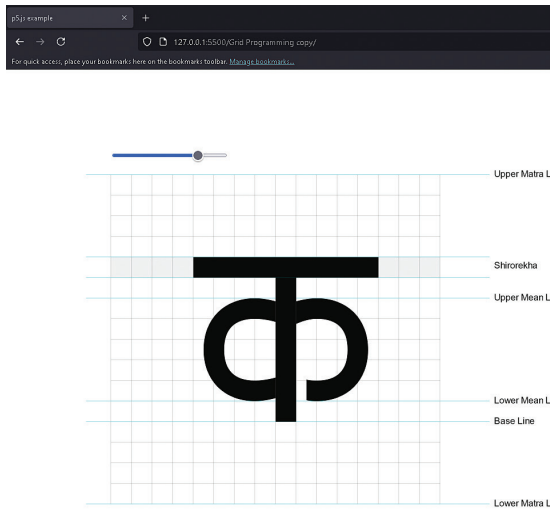 p5.js example
127.0.0.1:5500/Grid Programming copy/
For quick access, place your bookmarks here on the bookmarks toolbar. Manage bookmarks...
Upper Matra L
Shirorekha
क
Upper Mean L
Lower Mean L
Base Line
Lower Matra L